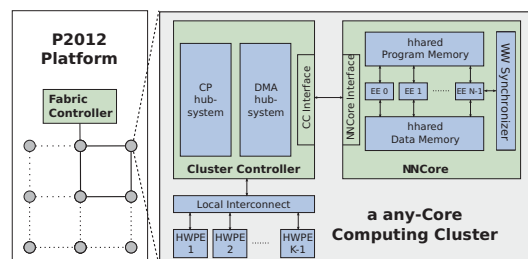 P2012
Platform
Fabric
Controller
CP
hub-
system
DMA
hub-
system
CC Interface
Cluster Controller
NNCore Interface
hhared
Program Memory
EE 0
EE 1
.......
EE N-1
hhared
Data Memory
WW Synchronizer
NNCore
Local Interconnect
HWPE
1
HWPE
2
.......
HWPE
K-1
a any-Core
Computing Cluster